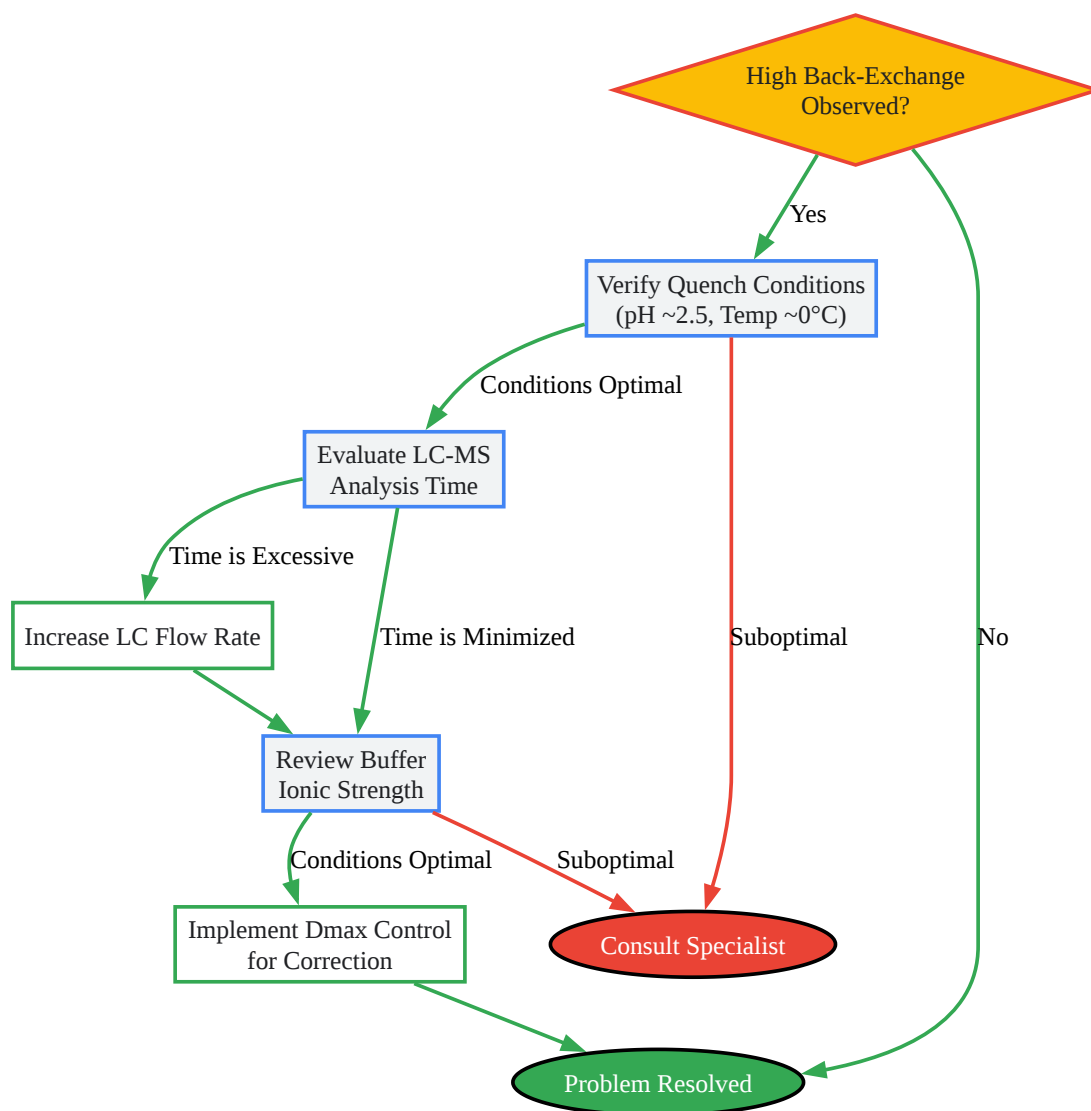 High Back-Exchange
Observed?
Yes
Verify Quench Conditions
(pH ~2.5, Temp ~0°C)
Conditions Optimal
Evaluate LC-MS
Analysis Time
Time is Excessive
Increase LC Flow Rate
Time is Minimized
Suboptimal
No
Review Buffer
Ionic Strength
Conditions Optimal
Suboptimal
Implement Dmax Control
for Correction
Consult Specialist
Problem Resolved